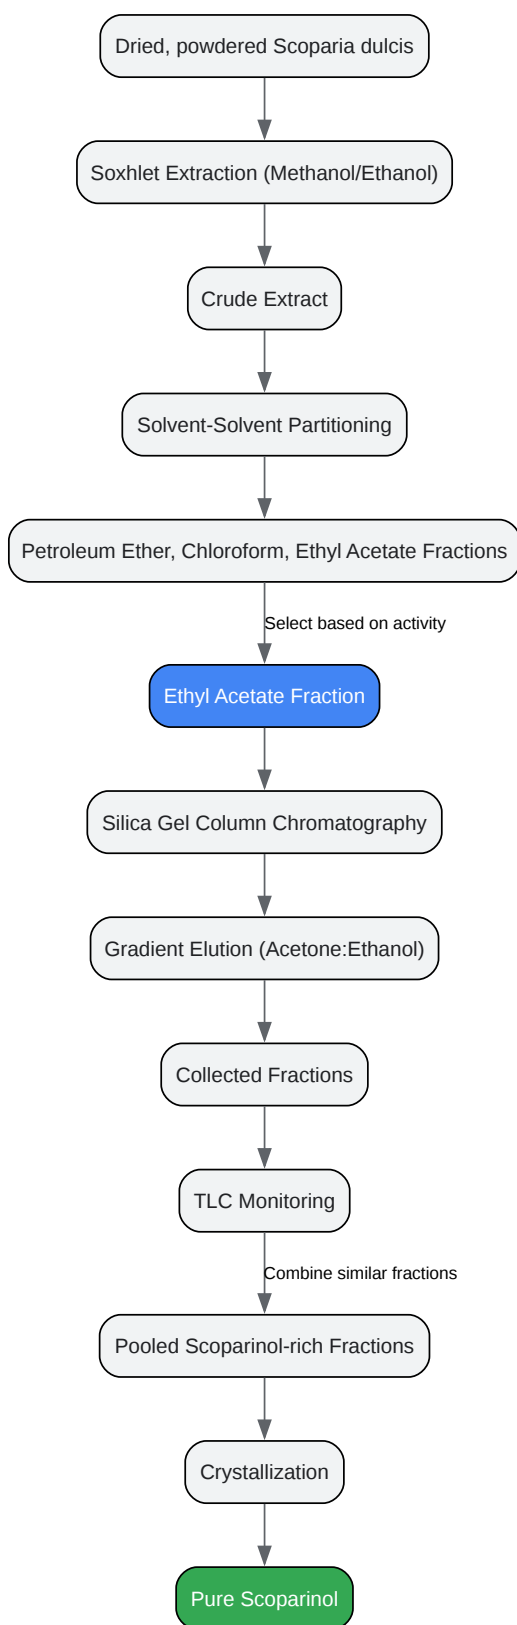 Dried, powdered Scoparia dulcis
Soxhlet Extraction (Methanol/Ethanol)
Crude Extract
Solvent-Solvent Partitioning
Petroleum Ether, Chloroform, Ethyl Acetate Fractions
Select based on activity
Ethyl Acetate Fraction
Silica Gel Column Chromatography
Gradient Elution (Acetone:Ethanol)
Collected Fractions
TLC Monitoring
Combine similar fractions
Pooled Scoparinol-rich Fractions
Crystallization
Pure Scoparinol